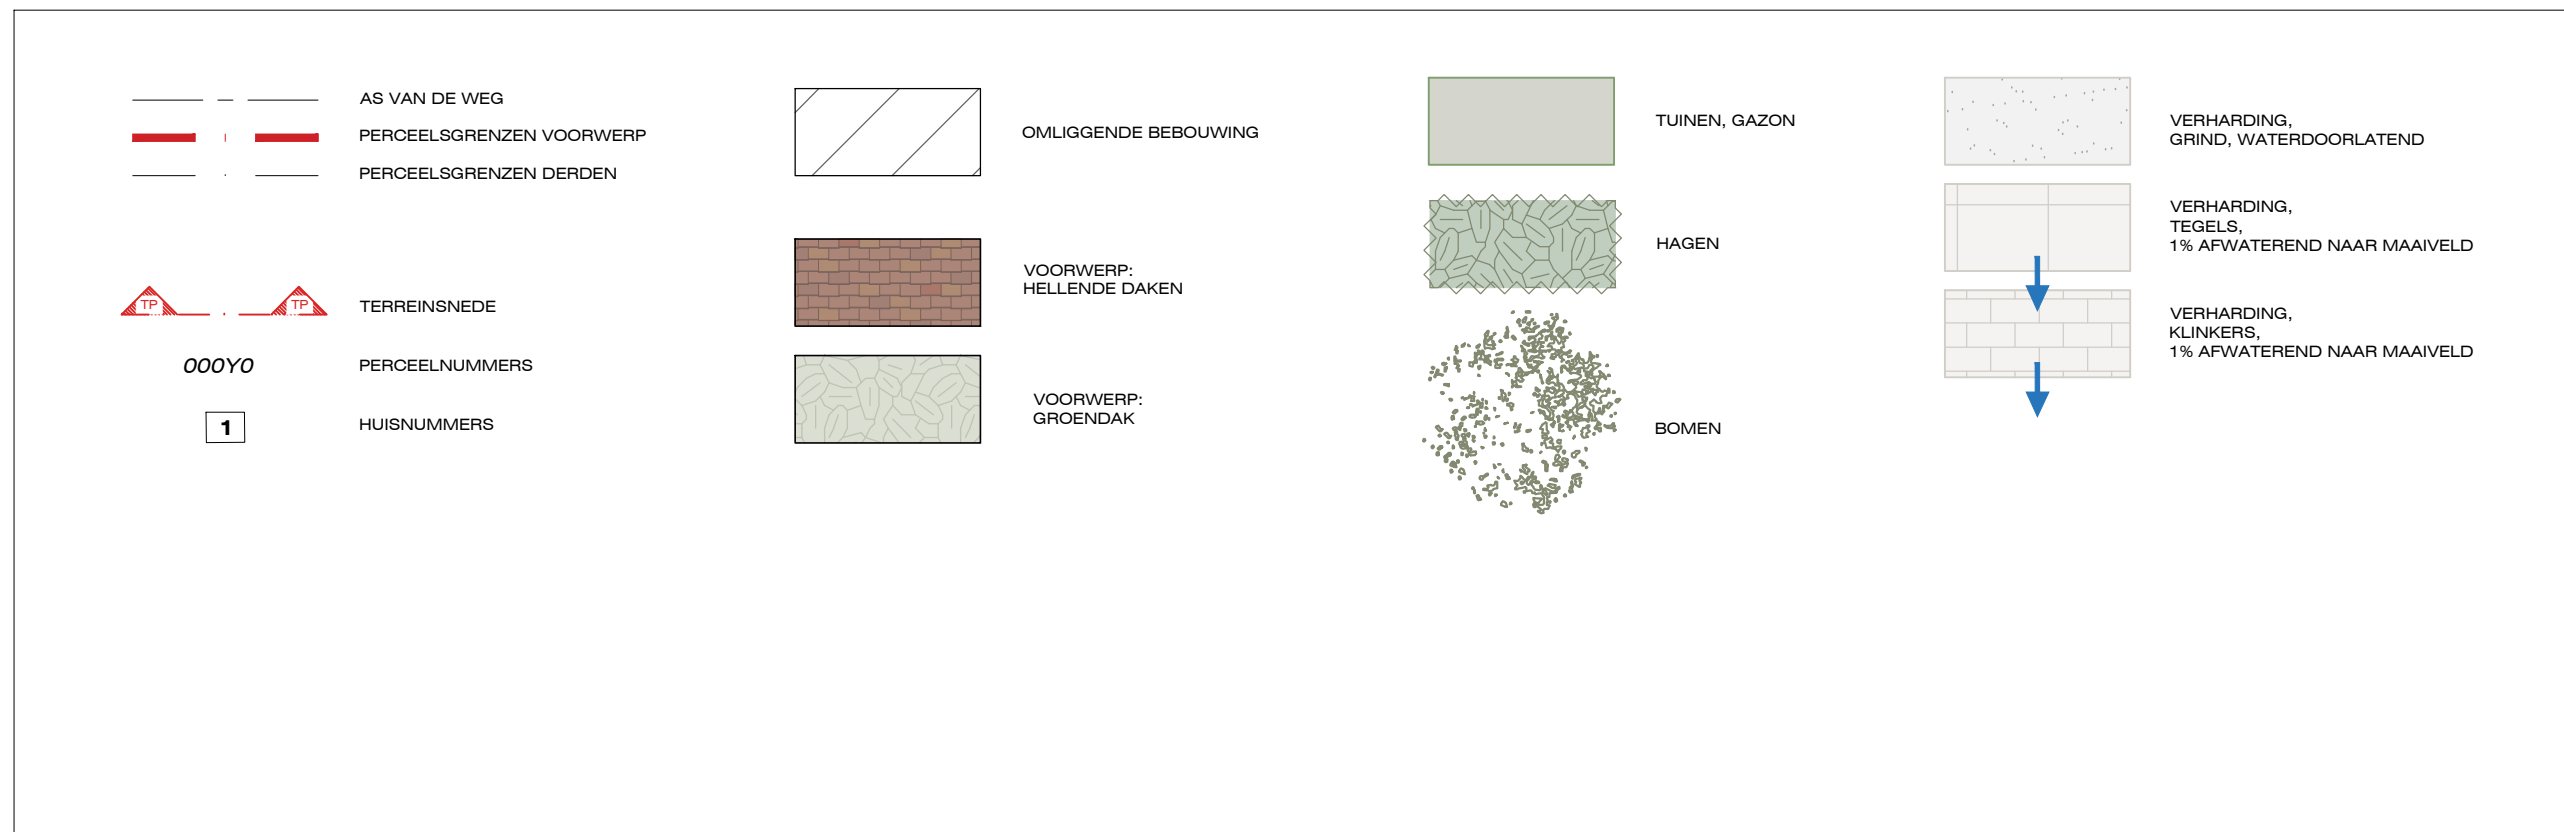 AS VAN DE WEG
PERCEELSGRENZEN VOORWERP
PERCEELSGRENZEN DERDEN
TP TP
TERREINSNEDE
000Y0
PERCEELNUMMERS
1
HUISNUMMERS
OMLIGGENDE BEBOUWING
VOORWERP:
HELLENDE DAKEN
VOORWERP:
GROENDAK
TUINEN, GAZON
HAGEN
BOMEN
VERHARDING,
GRIND, WATERDOORLATEND
VERHARDING,
TEGELS,
1% AFWATEREND NAAR MAAIVELD
VERHARDING,
KLINKERS,
1% AFWATEREND NAAR MAAIVELD